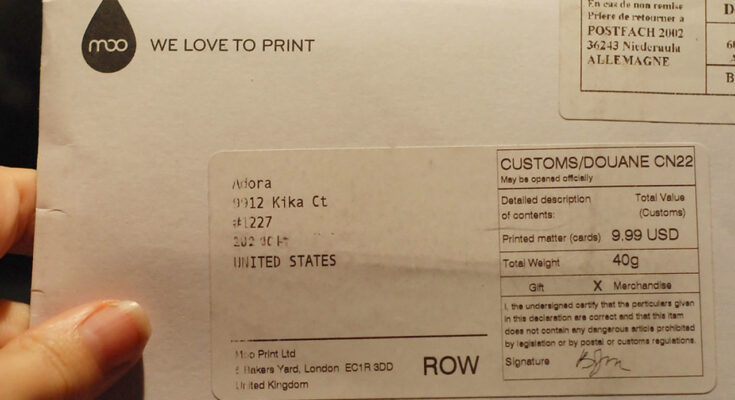 moo WE LOVE TO PRINT
En cas de non remise
Priere de retourner a
POSTFACH 2002
36243 Niederaula
ALLEMAGNE
D
B
Adora
9912 Kika Ct
#1227
UNITED STATES
Moo Print Ltd
Bakers Yard, London EC1R 3DD
United Kingdom
ROW
CUSTOMS/DOUANE CN22
May be opened officially
Detailed description of contents:
Total Value (Customs)
Printed matter (cards) 9.99 USD
Total Weight 40g
Gift X Merchandise
I, the undersigned certify that the particulars given
in this declaration are correct and that this item
does not contain any dangerous article prohibited
by legislation or by postal or customs regulations.
Signature